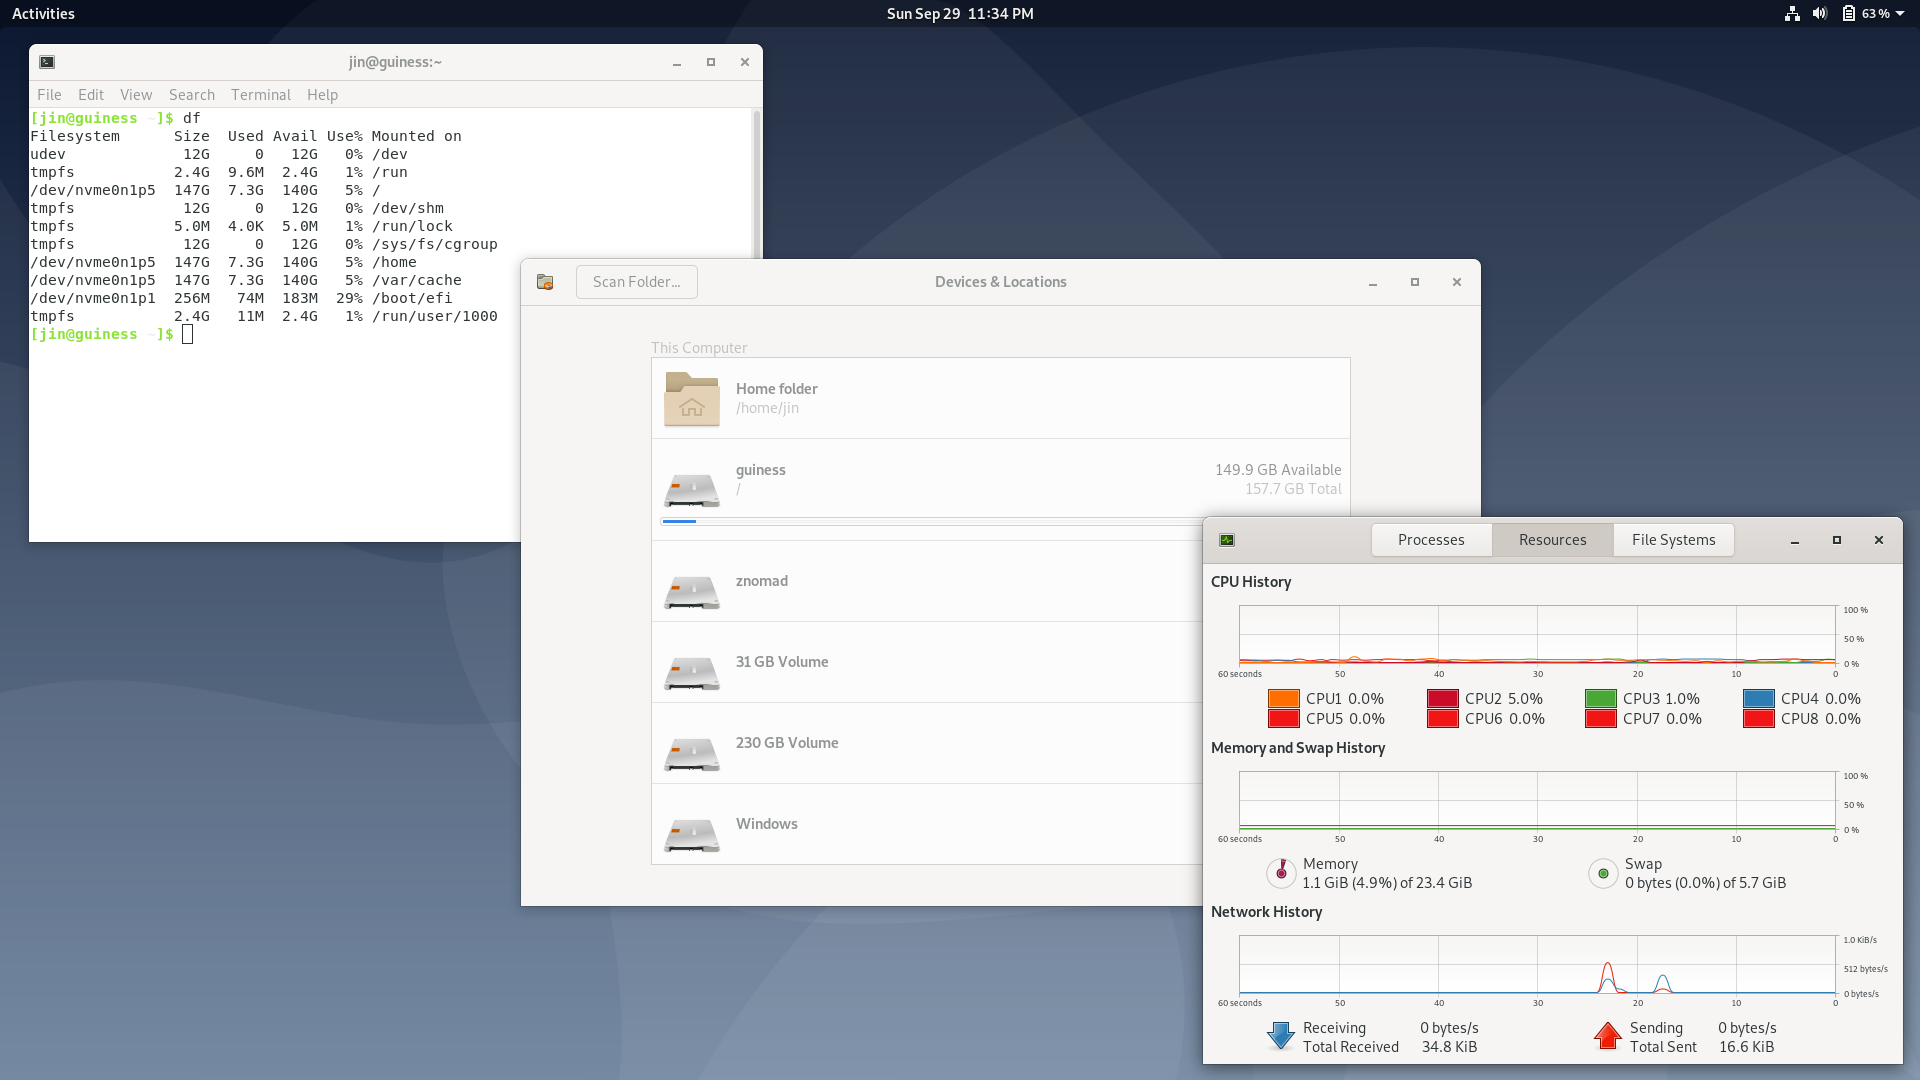 Activities
Sun Sep 29  11:34 PM
63 %
jin@guiness:~
File Edit View Search Terminal Help
[jin@guiness ~]$ df
Filesystem      Size  Used Avail Use% Mounted on
udev             12G     0   12G   0% /dev
tmpfs           2.4G  9.6M  2.4G   1% /run
/dev/nvme0n1p5  147G  7.3G  140G   5% /
tmpfs            12G     0   12G   0% /dev/shm
tmpfs           5.0M  4.0K  5.0M   1% /run/lock
tmpfs            12G     0   12G   0% /sys/fs/cgroup
/dev/nvme0n1p5  147G  7.3G  140G   5% /home
/dev/nvme0n1p5  147G  7.3G  140G   5% /var/cache
/dev/nvme0n1p1  256M   74M  183M  29% /boot/efi
tmpfs           2.4G   11M  2.4G   1% /run/user/1000
[jin@guiness ~]$
Scan Folder...
Devices & Locations
This Computer
Home folder
/home/jin
guiness 149.9 GB Available
/ 157.7 GB Total
znomad
31 GB Volume
230 GB Volume
Windows
Processes Resources File Systems
CPU History
100 %
50 %
0 %
60 seconds 50 40 30 20 10 0
CPU1 0.0% CPU2 5.0% CPU3 1.0% CPU4 0.0%
CPU5 0.0% CPU6 0.0% CPU7 0.0% CPU8 0.0%
Memory and Swap History
100 %
50 %
0 %
60 seconds 50 40 30 20 10 0
Memory Swap
1.1 GiB (4.9%) of 23.4 GiB 0 bytes (0.0%) of 5.7 GiB
Network History
1.0 KiB/s
512 bytes/s
0 bytes/s
60 seconds 50 40 30 20 10 0
Receiving 0 bytes/s Sending 0 bytes/s
Total Received 34.8 KiB Total Sent 16.6 KiB